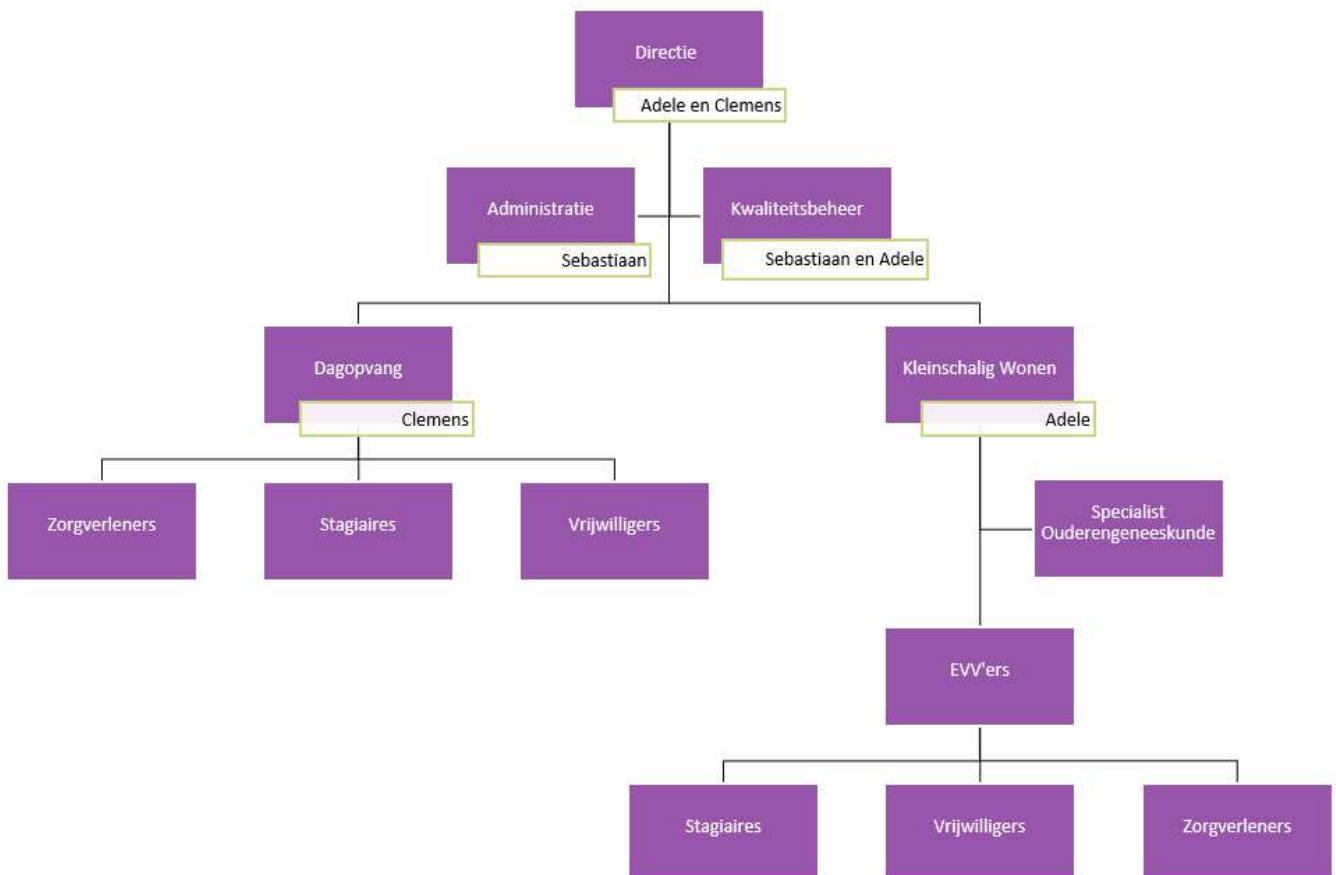 Directie
Adele en Clemens
Administratie
Sebastiaan
Kwaliteitsbeheer
Sebastiaan en Adele
Dagopvang
Clemens
Kleinschalig Wonen
Adele
Zorgverleners
Stagiaires
Vrijwilligers
Specialist
Ouderengeneeskunde
EVV'ers
Stagiaires
Vrijwilligers
Zorgverleners